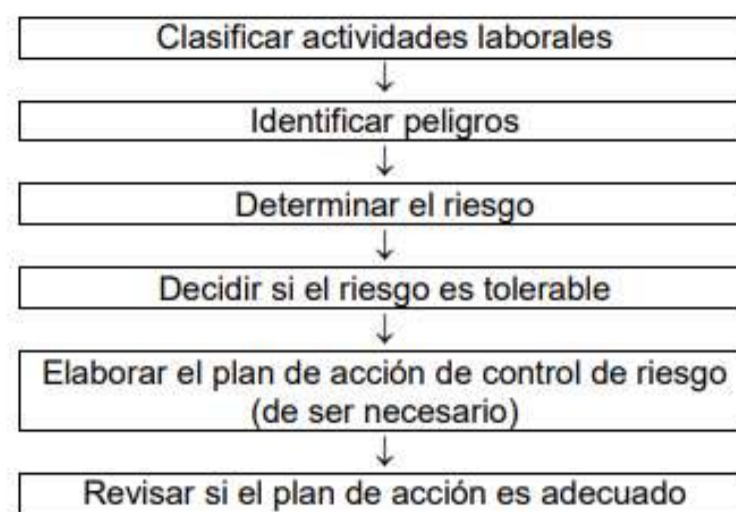 Clasificar actividades laborales
↓
Identificar peligros
↓
Determinar el riesgo
↓
Decidir si el riesgo es tolerable
↓
Elaborar el plan de acción de control de riesgo
(de ser necesario)
↓
Revisar si el plan de acción es adecuado